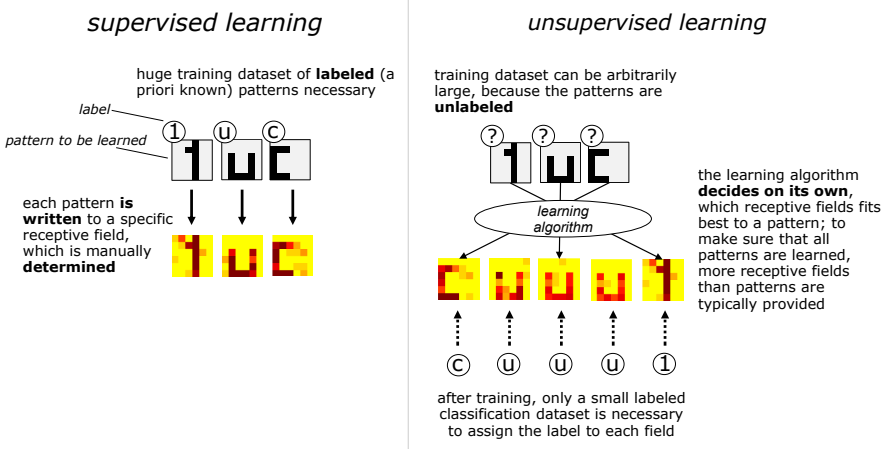 supervised learning
huge training dataset of labeled (a
priori known) patterns necessary
label
pattern to be learned
1 u c
each pattern is
written to a specific
receptive field,
which is manually
determined
unsupervised learning
training dataset can be arbitrarily
large, because the patterns are
unlabeled
? ? ?
learning
algorithm
the learning algorithm
decides on its own,
which receptive fields fits
best to a pattern; to
make sure that all
patterns are learned,
more receptive fields
than patterns are
typically provided
c u u u 1
after training, only a small labeled
classification dataset is necessary
to assign the label to each field